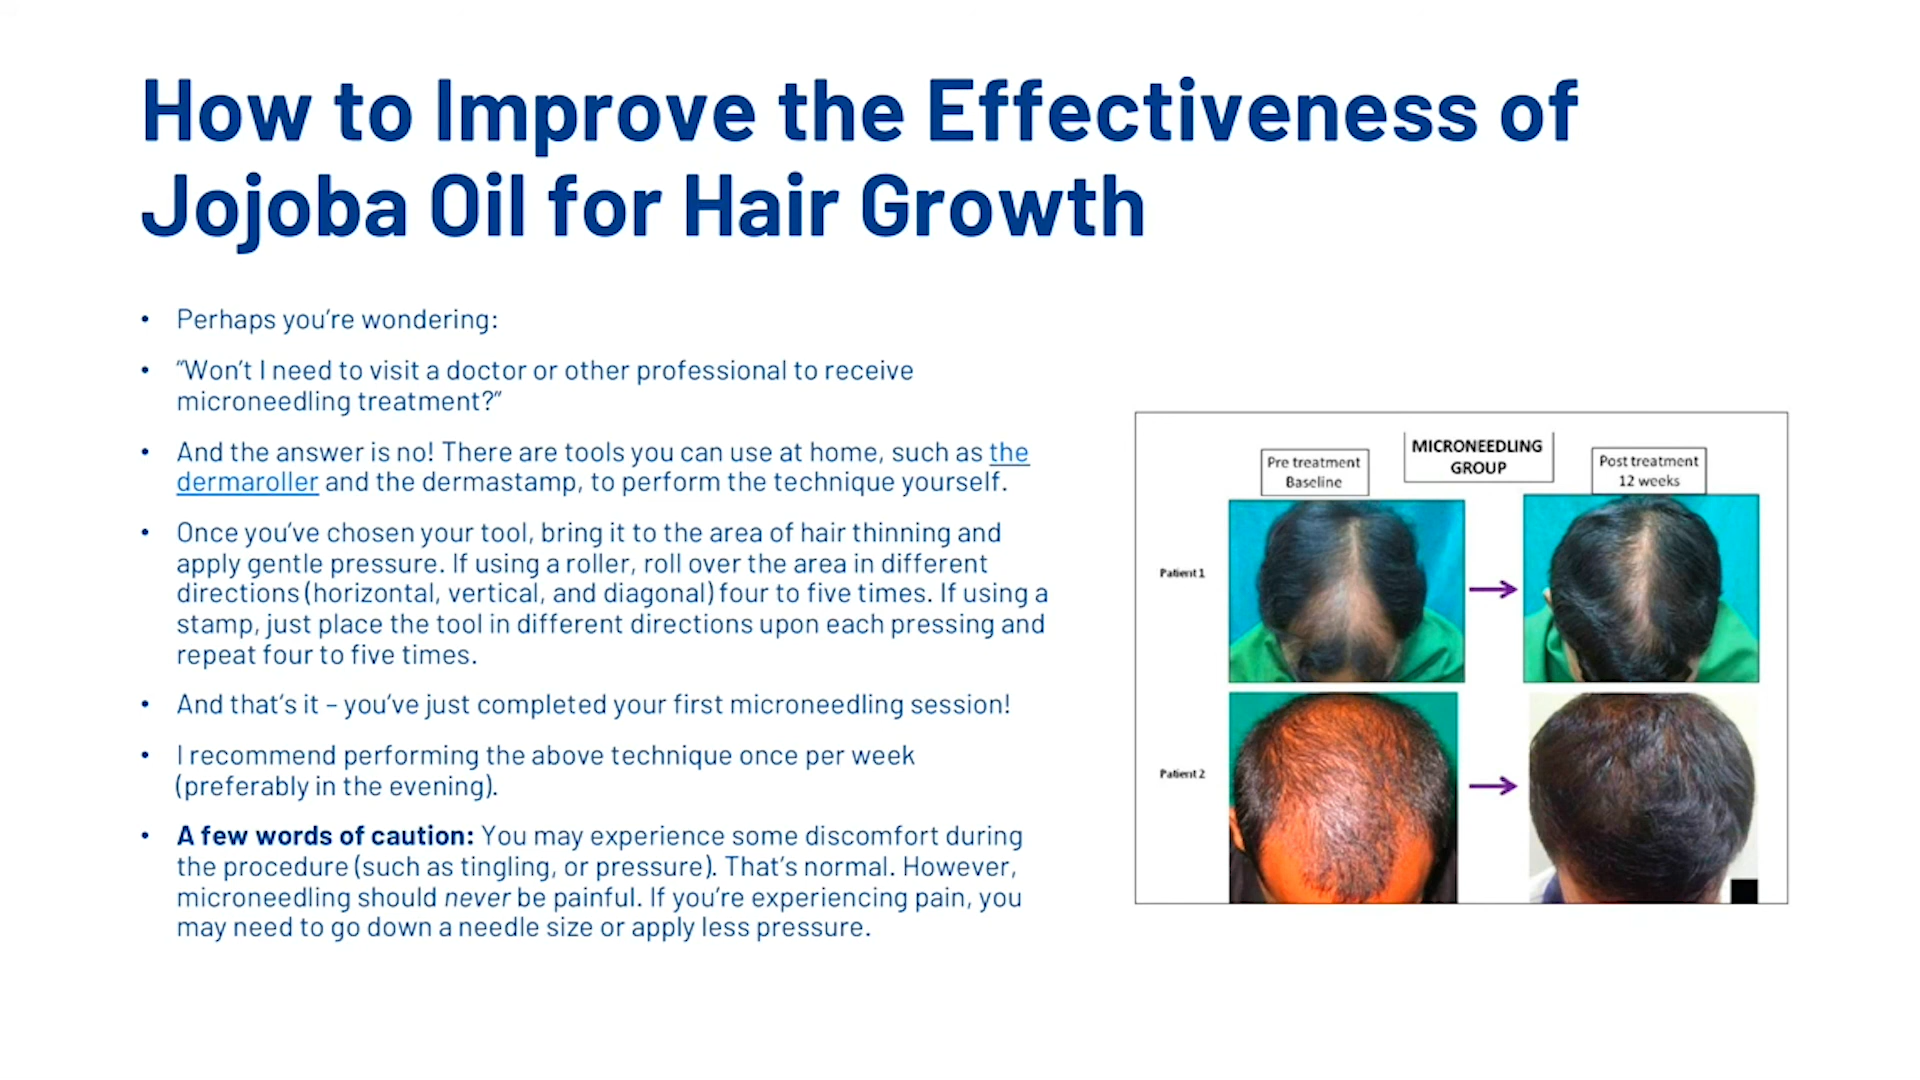 How to Improve the Effectiveness of
Jojoba Oil for Hair Growth
• Perhaps you're wondering:
• "Won't I need to visit a doctor or other professional to receive
microneedling treatment?"
• And the answer is no! There are tools you can use at home, such as the
dermaroller and the dermastamp, to perform the technique yourself.
• Once you've chosen your tool, bring it to the area of hair thinning and
apply gentle pressure. If using a roller, roll over the area in different
directions (horizontal, vertical, and diagonal) four to five times. If using a
stamp, just place the tool in different directions upon each pressing and
repeat four to five times.
• And that's it – you've just completed your first microneedling session!
• I recommend performing the above technique once per week
(preferably in the evening).
• A few words of caution: You may experience some discomfort during
the procedure (such as tingling, or pressure). That's normal. However,
microneedling should never be painful. If you're experiencing pain, you
may need to go down a needle size or apply less pressure.
MICRONEEDLING
GROUP
Pre treatment
Baseline
Post treatment
12 weeks
Patient 1
Patient 2